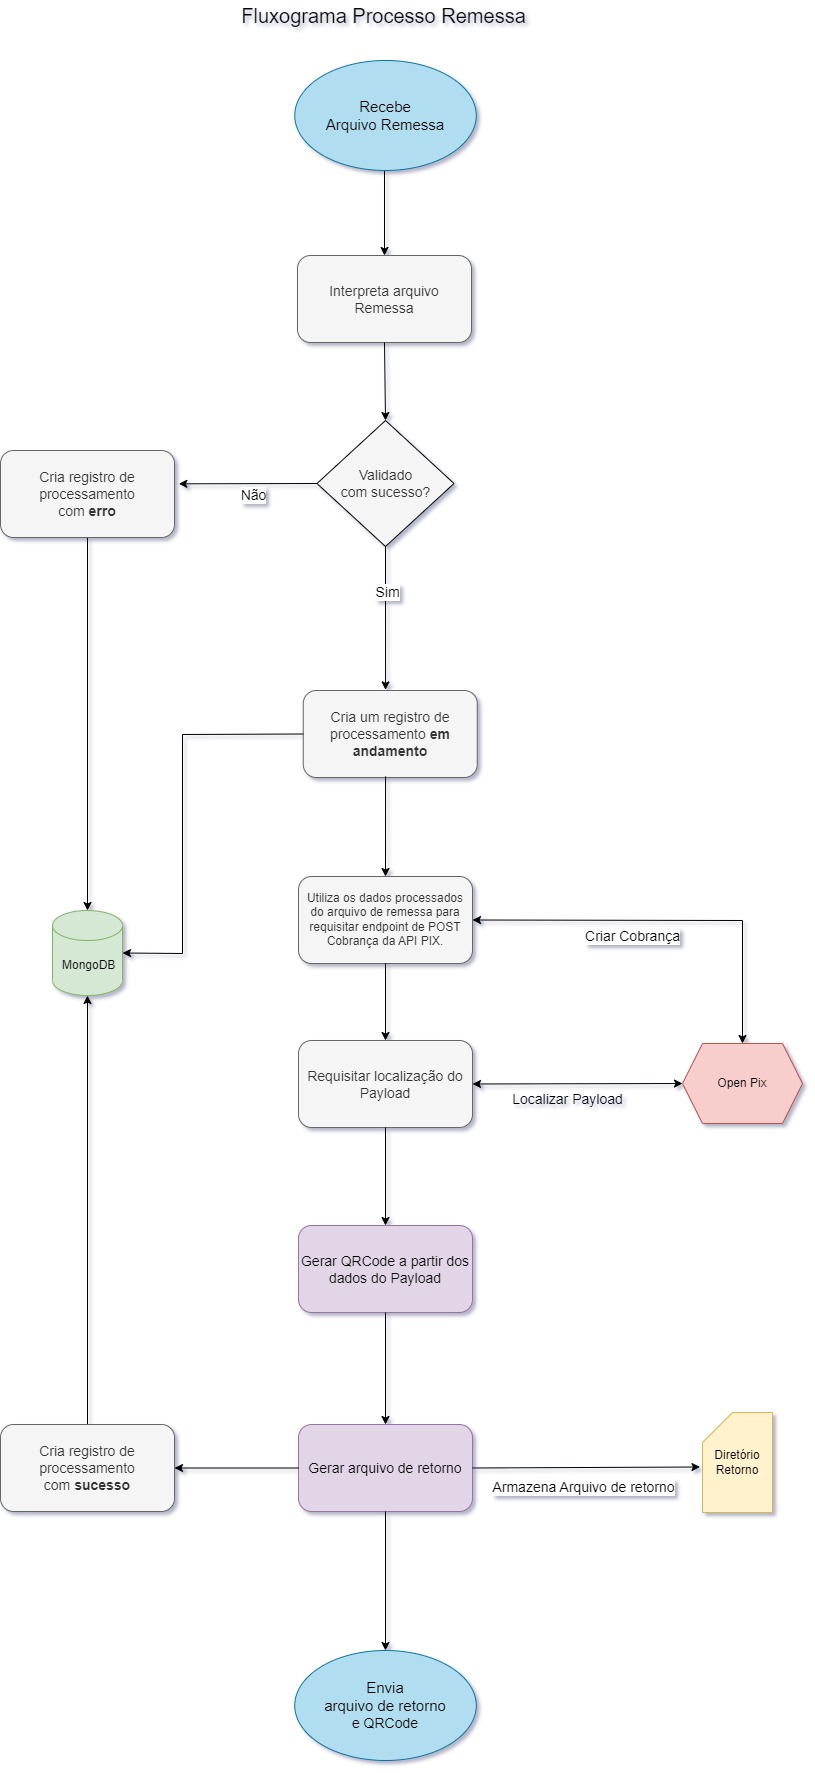 Fluxograma Processo Remessa
Recebe
Arquivo Remessa
Interpreta arquivo
Remessa
Validado
com sucesso?
Não
Cria registro de
processamento
com erro
Sim
Cria um registro de
processamento em
andamento
Utiliza os dados processados
do arquivo de remessa para
requisitar endpoint de POST
Cobrança da API PIX.
Criar Cobrança
MongoDB
Requisitar localização do
Payload
Localizar Payload
Open Pix
Gerar QRCode a partir dos
dados do Payload
Cria registro de
processamento
com sucesso
Gerar arquivo de retorno
Armazena Arquivo de retorno
Diretório
Retorno
Envia
arquivo de retorno
e QRCode